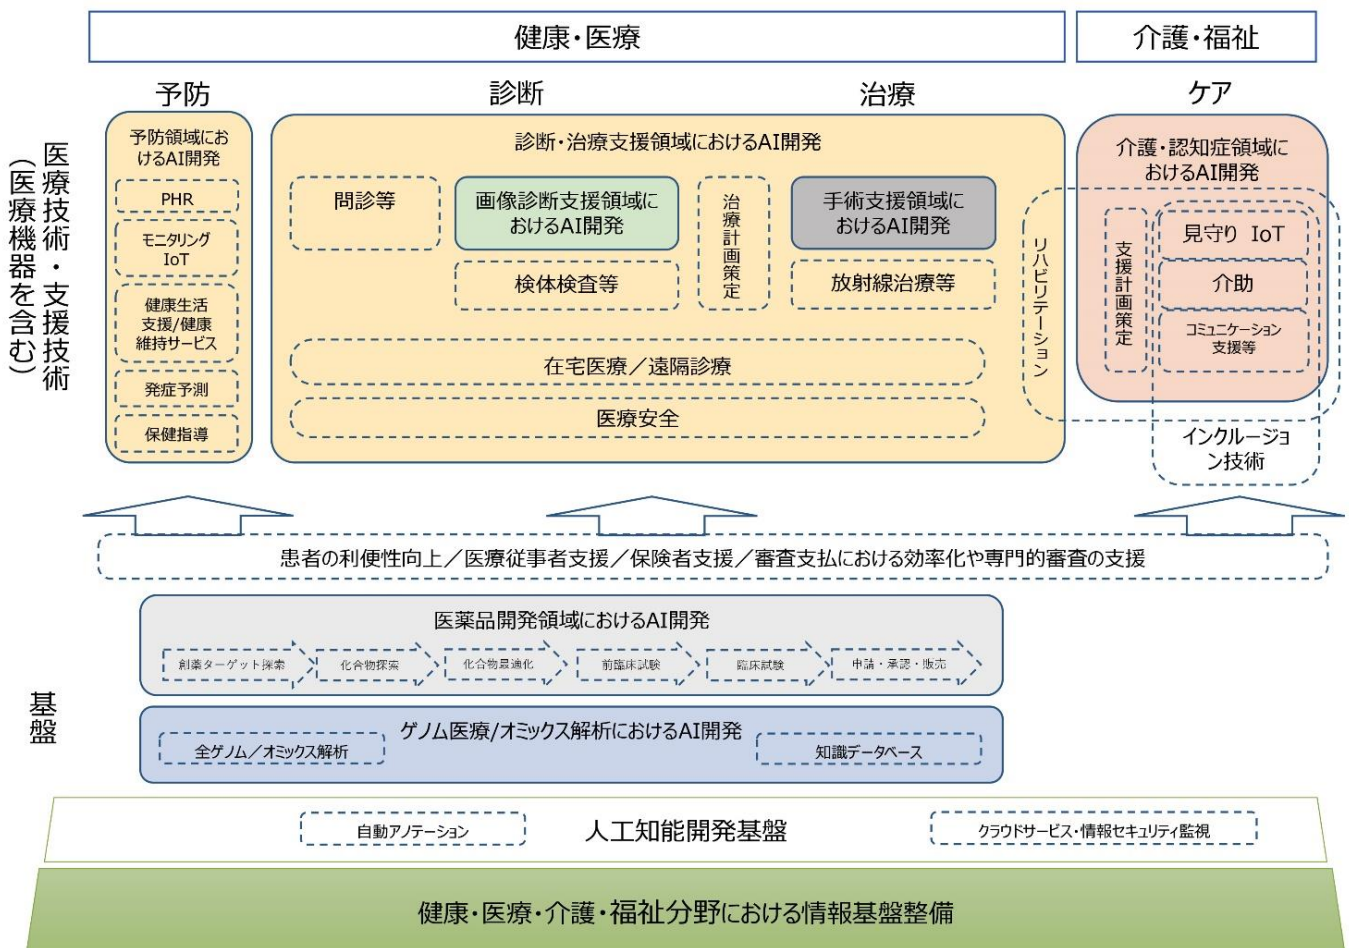 健康・医療
介護・福祉
予防
診断
治療
ケア
医療技術・支援技術
(医療機器を含む)
予防領域にお
けるAI開発
PHR
モニタリング
IoT
健康生活
支援/健康
維持サービス
発症予測
保健指導
診断・治療支援領域におけるAI開発
問診等
画像診断支援領域に
おけるAI開発
検体検査等
治療計画策定
手術支援領域に
おけるAI開発
放射線治療等
在宅医療／遠隔診療
医療安全
リハビリテーション
介護・認知症領域に
おけるAI開発
支援計画策定
見守り IoT
介助
コミュニケーション
支援等
インクルージョ
ン技術
患者の利便性向上／医療従事者支援／保険者支援／審査支払における効率化や専門的審査の支援
基盤
医薬品開発領域におけるAI開発
創薬ターゲット探索
化合物探索
化合物最適化
前臨床試験
臨床試験
申請・承認・販売
ゲノム医療/オミックス解析におけるAI開発
全ゲノム／オミックス解析
知識データベース
自動アノテーション
人工知能開発基盤
クラウドサービス・情報セキュリティ監視
健康・医療・介護・福祉分野における情報基盤整備